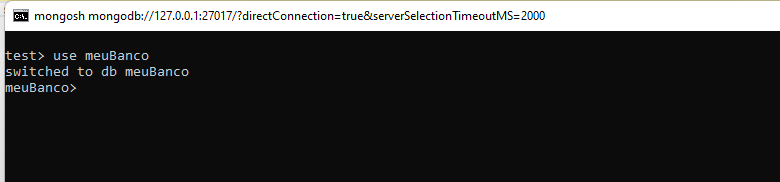 mongosh mongodb://127.0.0.1:27017/?directConnection=true&serverSelectionTimeoutMS=2000
test> use meuBanco
switched to db meuBanco
meuBanco>